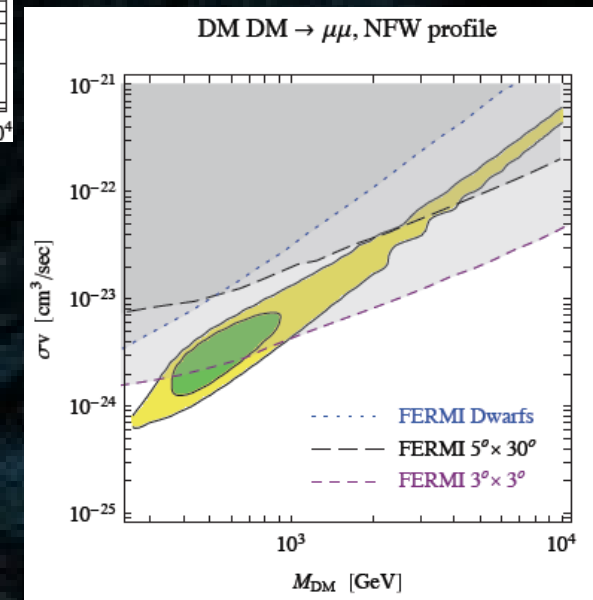 0⁴
DM DM → μμ, NFW profile
10⁻²¹
10⁻²²
10⁻²³
10⁻²⁴
10⁻²⁵
σv [cm³/sec]
FERMI Dwarfs
FERMI 5° × 30°
FERMI 3° × 3°
10³
10⁴
M_DM [GeV]